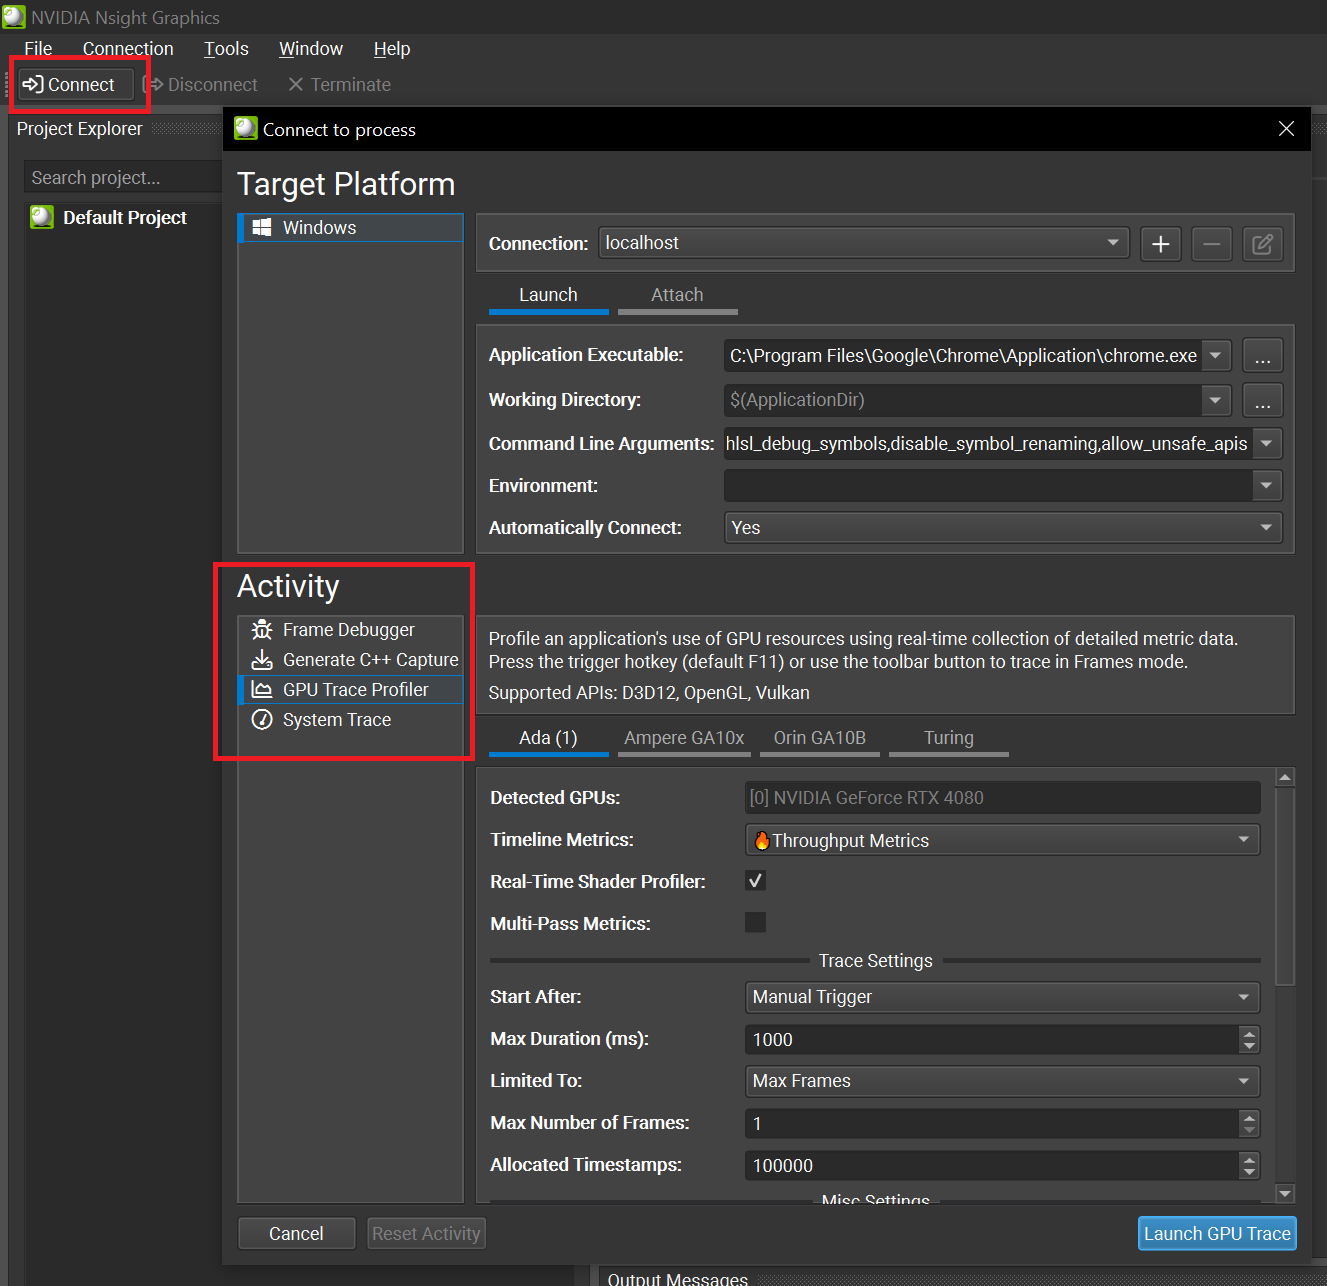 NVIDIA Nsight Graphics
File Connection Tools Window Help
Connect Disconnect Terminate
Project Explorer
Search project...
Default Project
Connect to process
Target Platform
Windows
Connection: localhost
Launch Attach
Application Executable: C:\Program Files\Google\Chrome\Application\chrome.exe ...
Working Directory: $(ApplicationDir) ...
Command Line Arguments: hlsl_debug_symbols,disable_symbol_renaming,allow_unsafe_apis
Environment:
Automatically Connect: Yes
Activity
Frame Debugger
Generate C++ Capture
GPU Trace Profiler
System Trace
Profile an application's use of GPU resources using real-time collection of detailed metric data.
Press the trigger hotkey (default F11) or use the toolbar button to trace in Frames mode.
Supported APIs: D3D12, OpenGL, Vulkan
Ada (1) Ampere GA10x Orin GA10B Turing
Detected GPUs: [0] NVIDIA GeForce RTX 4080
Timeline Metrics: 🔥Throughput Metrics
Real-Time Shader Profiler:
Multi-Pass Metrics:
Trace Settings
Start After: Manual Trigger
Max Duration (ms): 1000
Limited To: Max Frames
Max Number of Frames: 1
Allocated Timestamps: 100000
Misc Settings
Cancel Reset Activity Launch GPU Trace
Output Messages